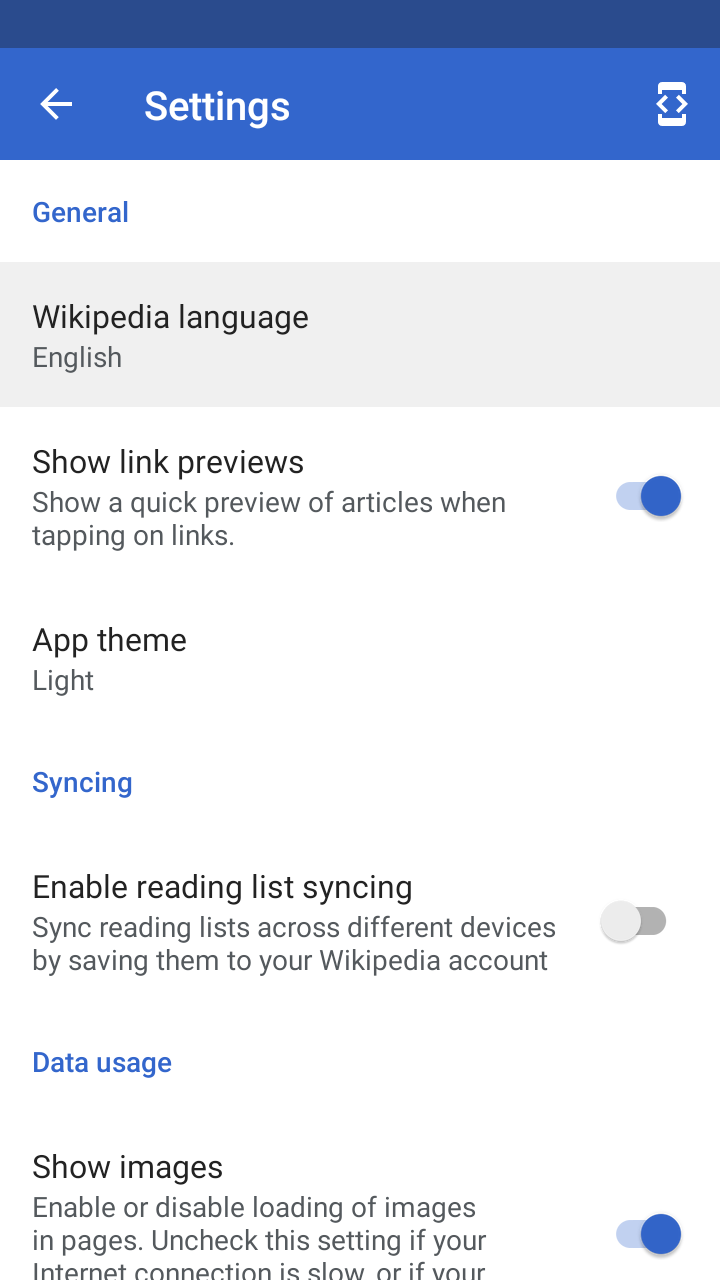 Settings
General
Wikipedia language
English
Show link previews
Show a quick preview of articles when
tapping on links.
App theme
Light
Syncing
Enable reading list syncing
Sync reading lists across different devices
by saving them to your Wikipedia account
Data usage
Show images
Enable or disable loading of images
in pages. Uncheck this setting if your
Internet connection is slow, or if your